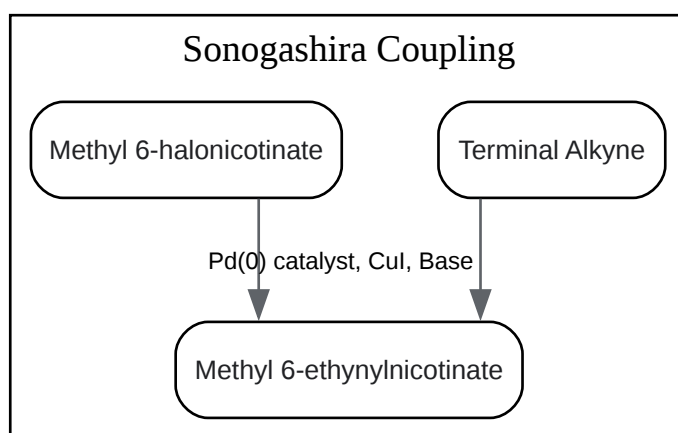 Sonogashira Coupling
Methyl 6-halonicotinate
Terminal Alkyne
Pd(0) catalyst, CuI, Base
Methyl 6-ethynylnicotinate